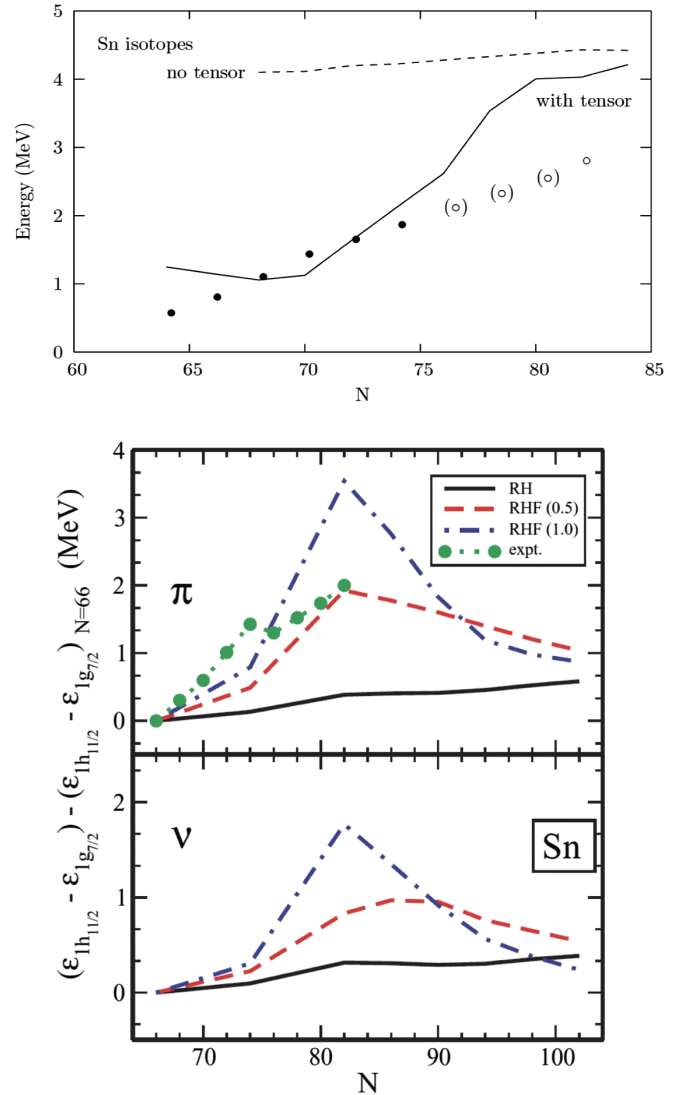 5
Sn isotopes
no tensor
4
with tensor
3
Energy (MeV)
(○)
(○)
(○)
2
1
0
60
65
70
75
80
85
N
4
RH
RHF (0.5)
RHF (1.0)
expt.
3
π
2
1
0
(ε1h11/2 - ε1g7/2) - (ε1h11/2 - ε1g7/2) N=66 (MeV)
2
ν
Sn
1
0
70
80
90
100
N